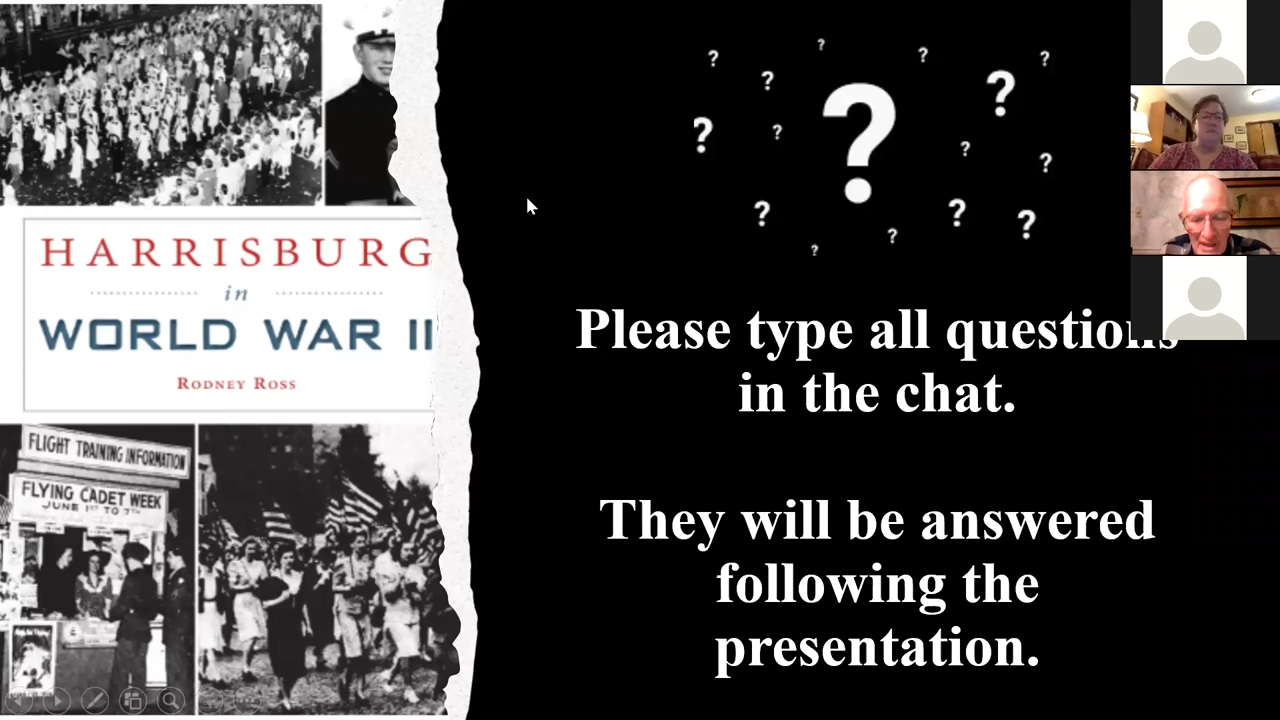 HARRISBURG
in
WORLD WAR II
RODNEY ROSS
FLIGHT TRAINING INFORMATION
FLYING CADET WEEK
JUNE 1ST TO 7TH
? ? ? ? ? ? ? ? ? ? ? ? ? ? ? ?
Please type all questions
in the chat.
They will be answered
following the
presentation.